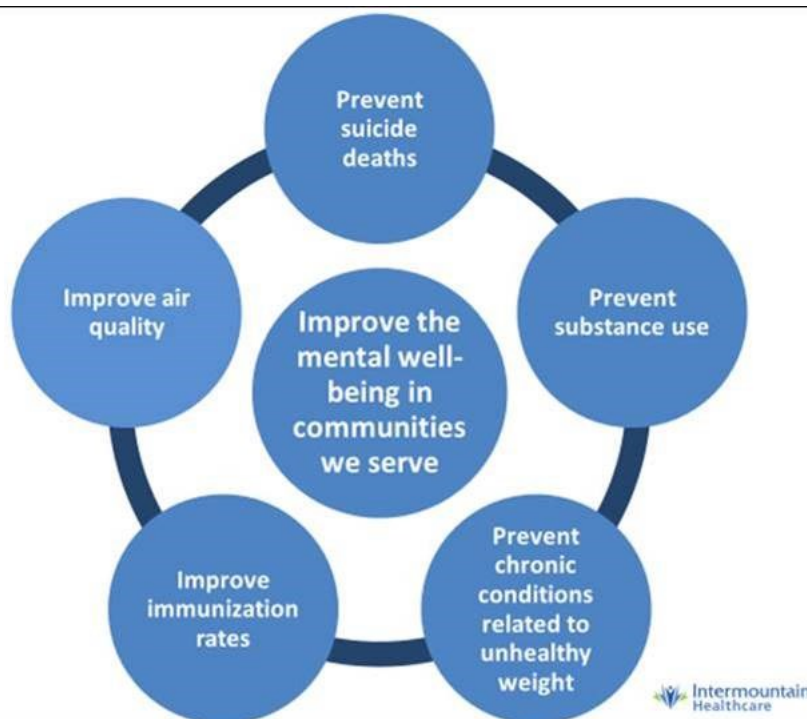 Prevent
suicide
deaths
Improve air
quality
Prevent
substance use
Improve the
mental well-
being in
communities
we serve
Improve
immunization
rates
Prevent
chronic
conditions
related to
unhealthy
weight
Intermountain
Healthcare